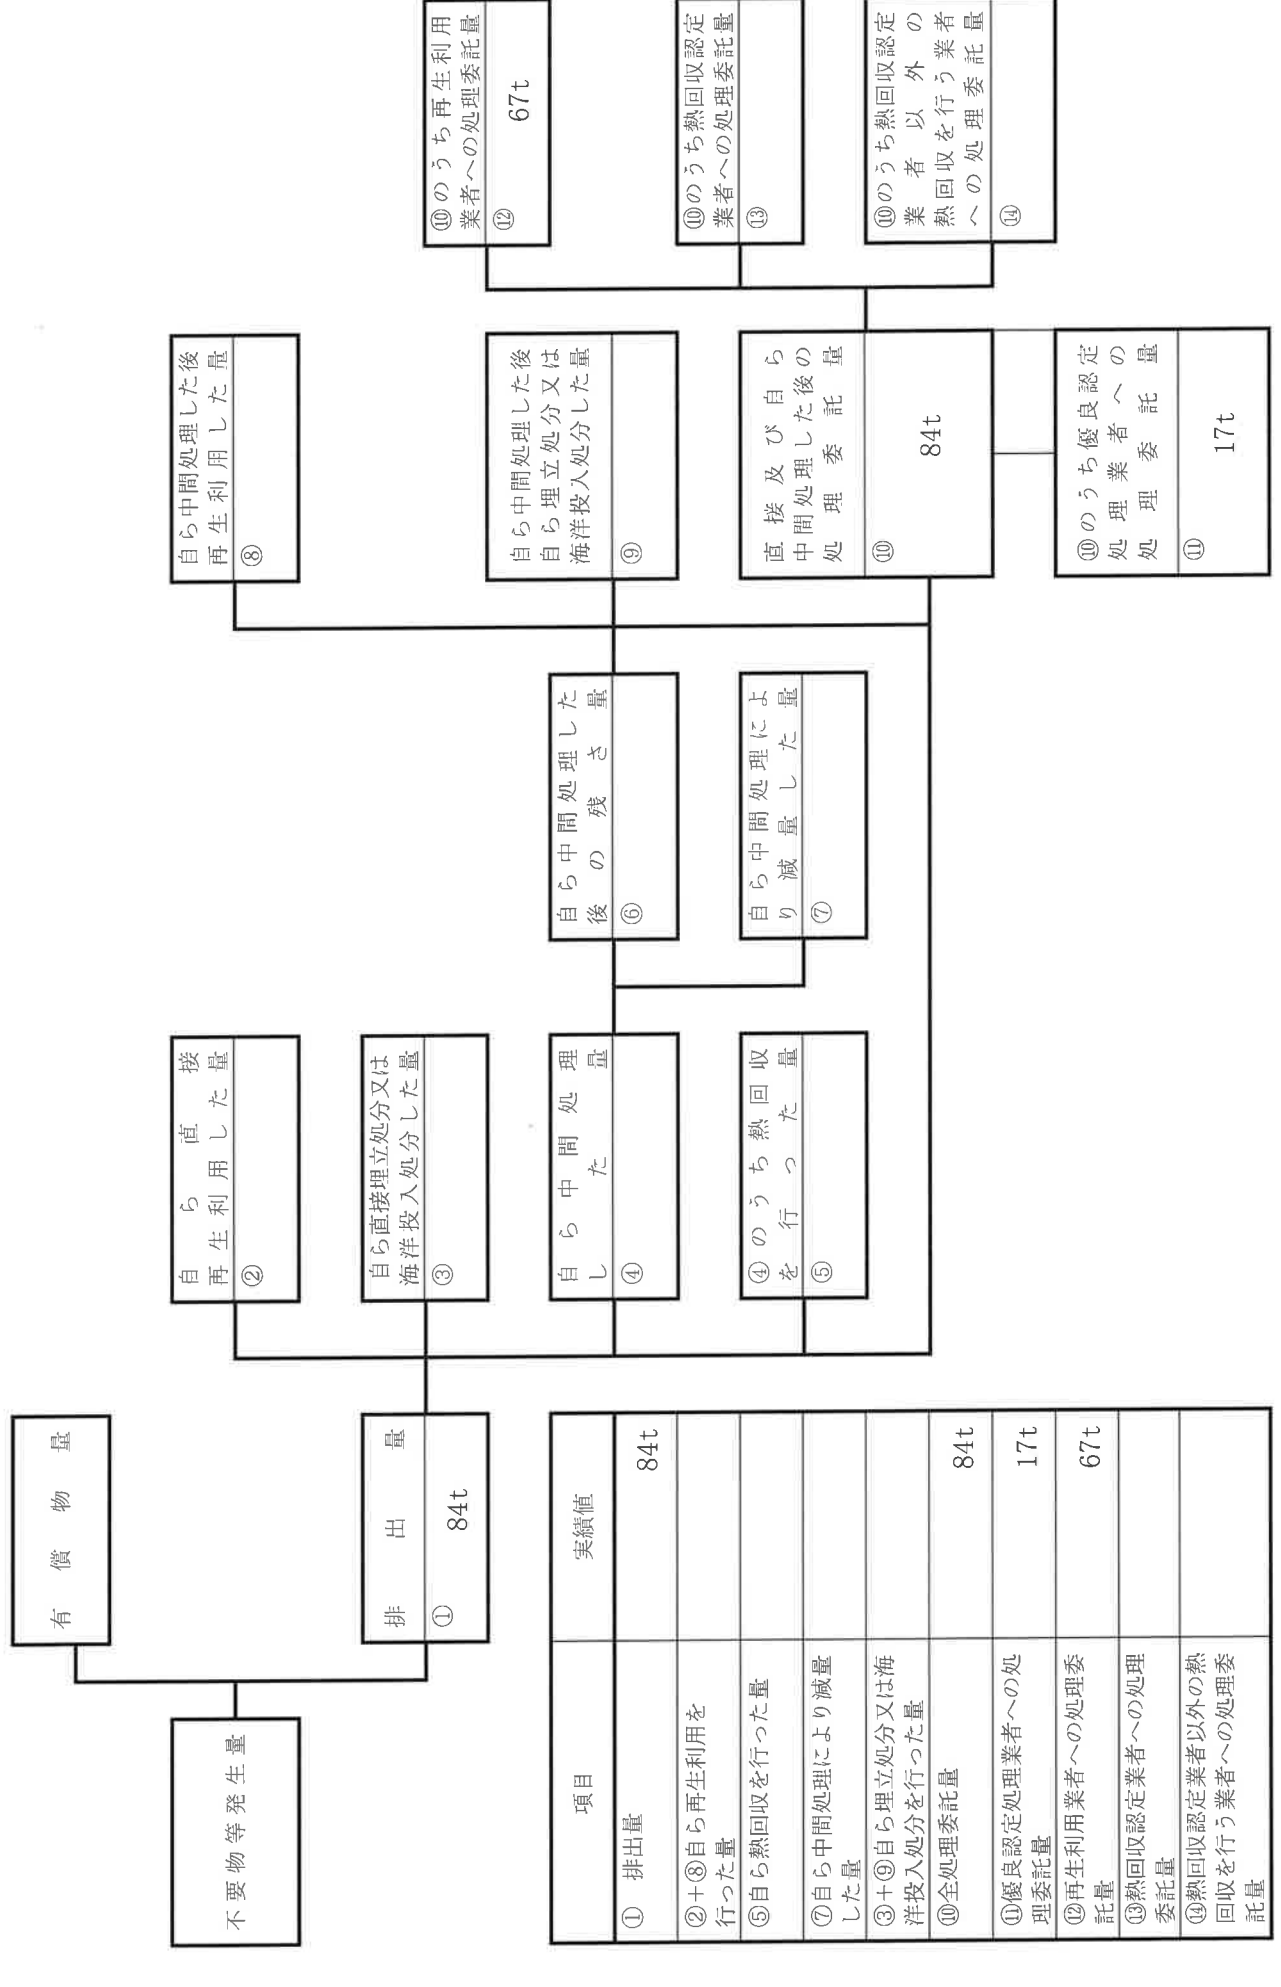 有償物量
不要物等発生量
排出量
①
84t
自ら直接
再生利用した量
②
自ら直接埋立処分又は
海洋投入処分した量
③
自ら中間処理
した量
④
④のうち熱回収
を行った量
⑤
自ら中間処理した
後の残さ量
⑥
自ら中間処理によ
り減量した量
⑦
自ら中間処理した後
再生利用した量
⑧
自ら中間処理した後
自ら埋立処分又は
海洋投入処分した量
⑨
直接及び自ら
中間処理した後の
処理委託量
⑩
84t
⑩のうち優良認定
処理業者への
処理委託量
⑪
17t
⑩のうち再生利用
業者への処理委託量
⑫
67t
⑩のうち熱回収認定
業者への処理委託量
⑬
⑩のうち熱回収認定
業者以外の
熱回収を行う業者
への処理委託量
⑭
項目 実績値
① 排出量 84t
②+⑧自ら再生利用を
行った量
⑤自ら熱回収を行った量
⑦自ら中間処理により減量
した量
③+⑨自ら埋立処分又は海
洋投入処分を行った量
⑩全処理委託量 84t
⑪優良認定処理業者への処
理委託量 17t
⑫再生利用業者への処理委
託量 67t
⑬熱回収認定業者への処理
委託量
⑭熱回収認定業者以外の熱
回収を行う業者への処理委
託量